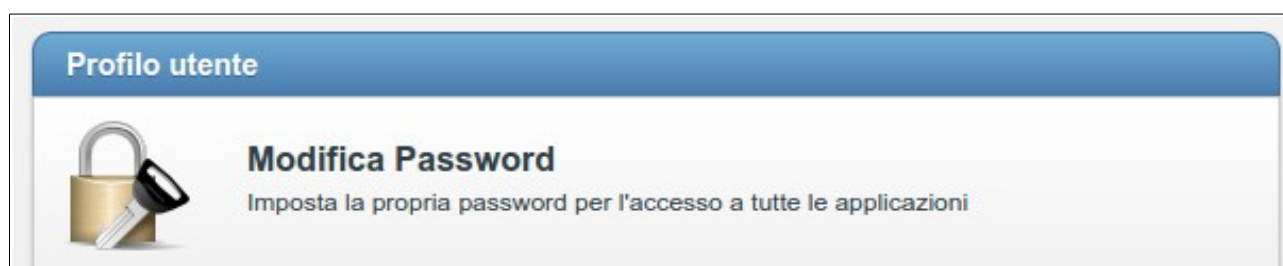 Profilo utente
Modifica Password
Imposta la propria password per l'accesso a tutte le applicazioni